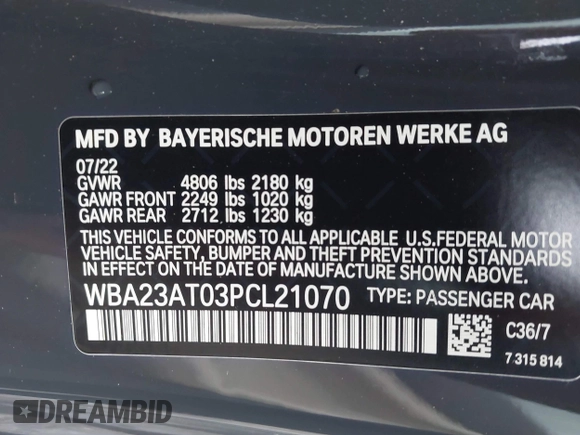 MFD BY BAYERISCHE MOTOREN WERKE AG
07/22
GVWR 4806 lbs 2180 kg
GAWR FRONT 2249 lbs 1020 kg
GAWR REAR 2712 lbs 1230 kg
THIS VEHICLE CONFORMS TO ALL APPLICABLE U.S.FEDERAL MOTOR
VEHICLE SAFETY, BUMPER AND THEFT PREVENTION STANDARDS
IN EFFECT ON THE DATE OF MANUFACTURE SHOWN ABOVE.
WBA23AT03PCL21070 TYPE: PASSENGER CAR
C36/7
7 315 814
DREAMBID